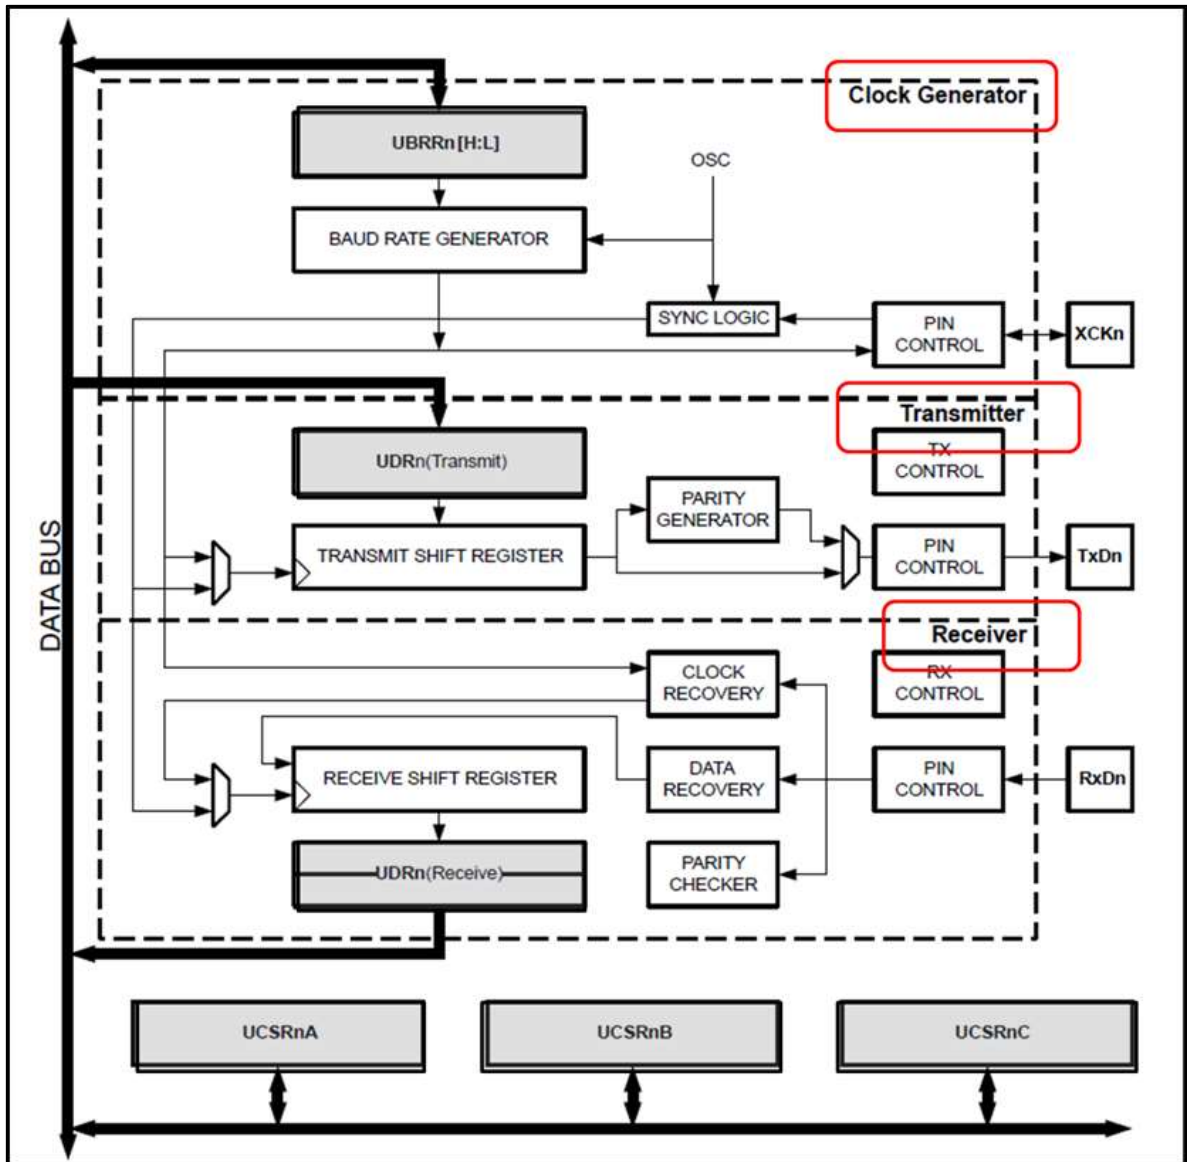 Clock Generator
UBRRn [H:L]
OSC
BAUD RATE GENERATOR
SYNC LOGIC
PIN
CONTROL
XCKn
Transmitter
UDRn(Transmit)
TX
CONTROL
PARITY
GENERATOR
TRANSMIT SHIFT REGISTER
PIN
CONTROL
TxDn
DATA BUS
Receiver
CLOCK
RECOVERY
RX
CONTROL
RECEIVE SHIFT REGISTER
DATA
RECOVERY
PIN
CONTROL
RxDn
UDRn(Receive)
PARITY
CHECKER
UCSRnA
UCSRnB
UCSRnC